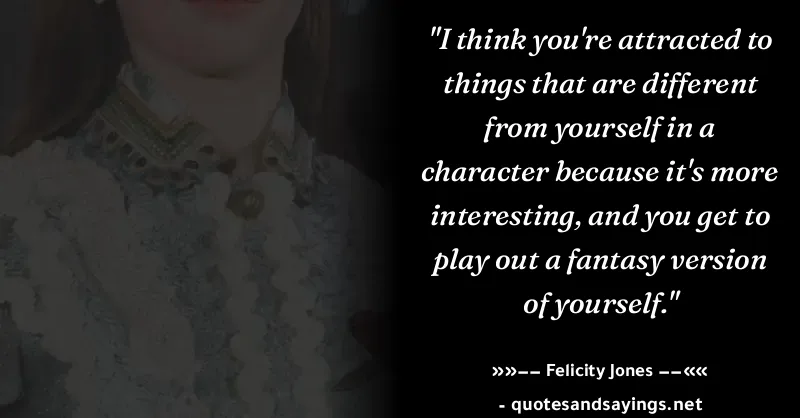 "I think you're attracted to
things that are different
from yourself in a
character because it's more
interesting, and you get to
play out a fantasy version
of yourself."
»»−− Felicity Jones −−««
- quotesandsayings.net